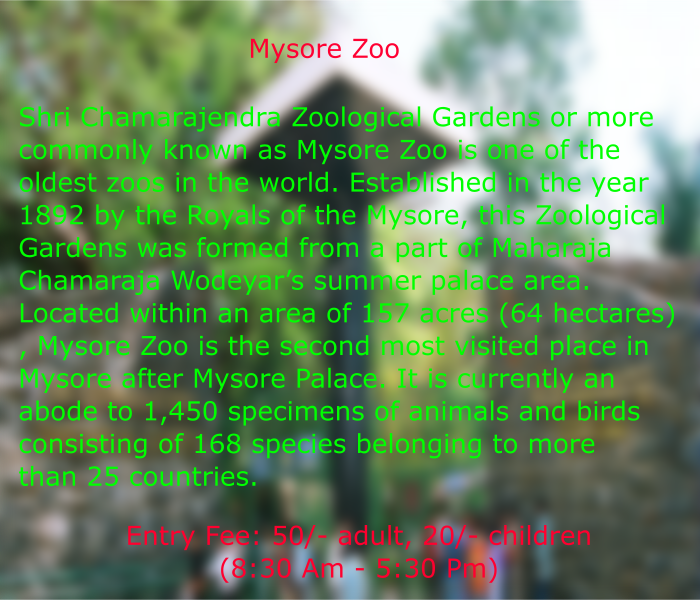 Mysore Zoo
Shri Chamarajendra Zoological Gardens or more
commonly known as Mysore Zoo is one of the
oldest zoos in the world. Established in the year
1892 by the Royals of the Mysore, this Zoological
Gardens was formed from a part of Maharaja
Chamaraja Wodeyar’s summer palace area.
Located within an area of 157 acres (64 hectares)
, Mysore Zoo is the second most visited place in
Mysore after Mysore Palace. It is currently an
abode to 1,450 specimens of animals and birds
consisting of 168 species belonging to more
than 25 countries.
Entry Fee: 50/- adult, 20/- children
(8:30 Am - 5:30 Pm)